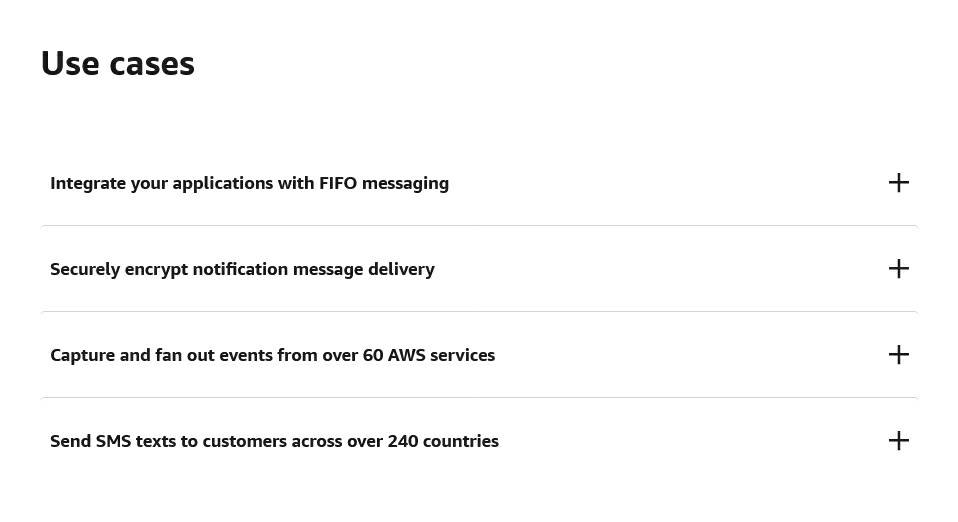 Use cases
Integrate your applications with FIFO messaging
Securely encrypt notification message delivery
Capture and fan out events from over 60 AWS services
Send SMS texts to customers across over 240 countries